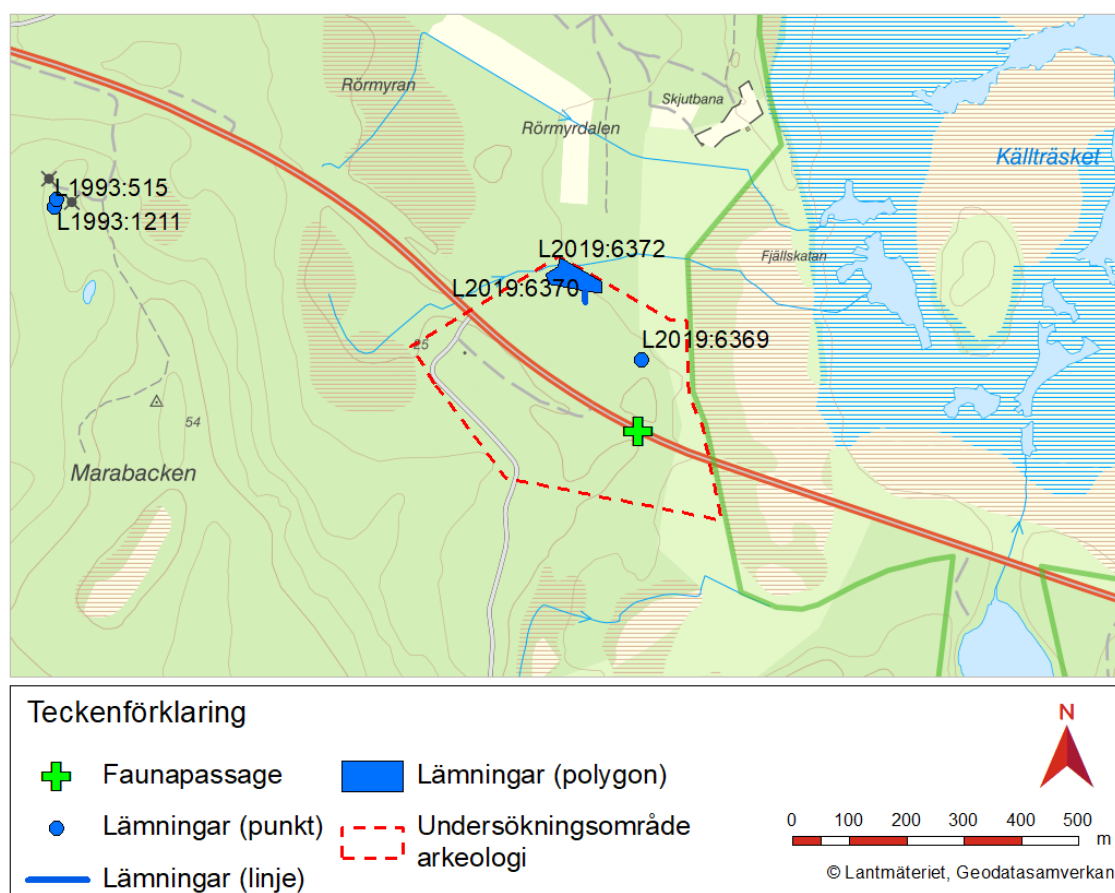 Rörmyran
Skjutbana
Rörmyrdalen
Källträsket
L1993:515
L1993:1211
L2019:6372
Fjällskatan
L2019:6370
L2019:6369
25
54
Marabacken
Teckenförklaring
N
Faunapassage
Lämningar (polygon)
Lämningar (punkt)
Undersökningsområde
arkeologi
Lämningar (linje)
0 100 200 300 400 500
m
© Lantmäteriet, Geodatasamverkan